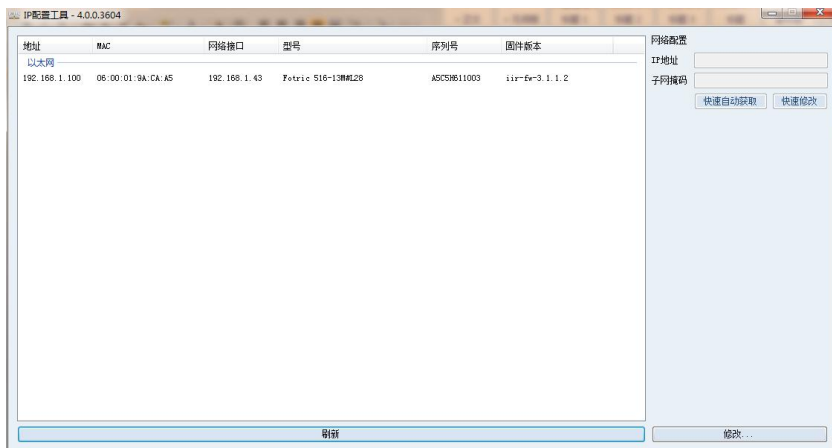 IP配置工具 - 4.0.0.3604
地址 MAC 网络接口 型号 序列号 固件版本
以太网
192.168.1.100 06:00:01:9A:CA:A5 192.168.1.43 Fotric 516-13M#L28 A5C5H611003 iir-fw-3.1.1.2
网络配置
IP地址
子网掩码
快速自动获取 快速修改
刷新 修改...